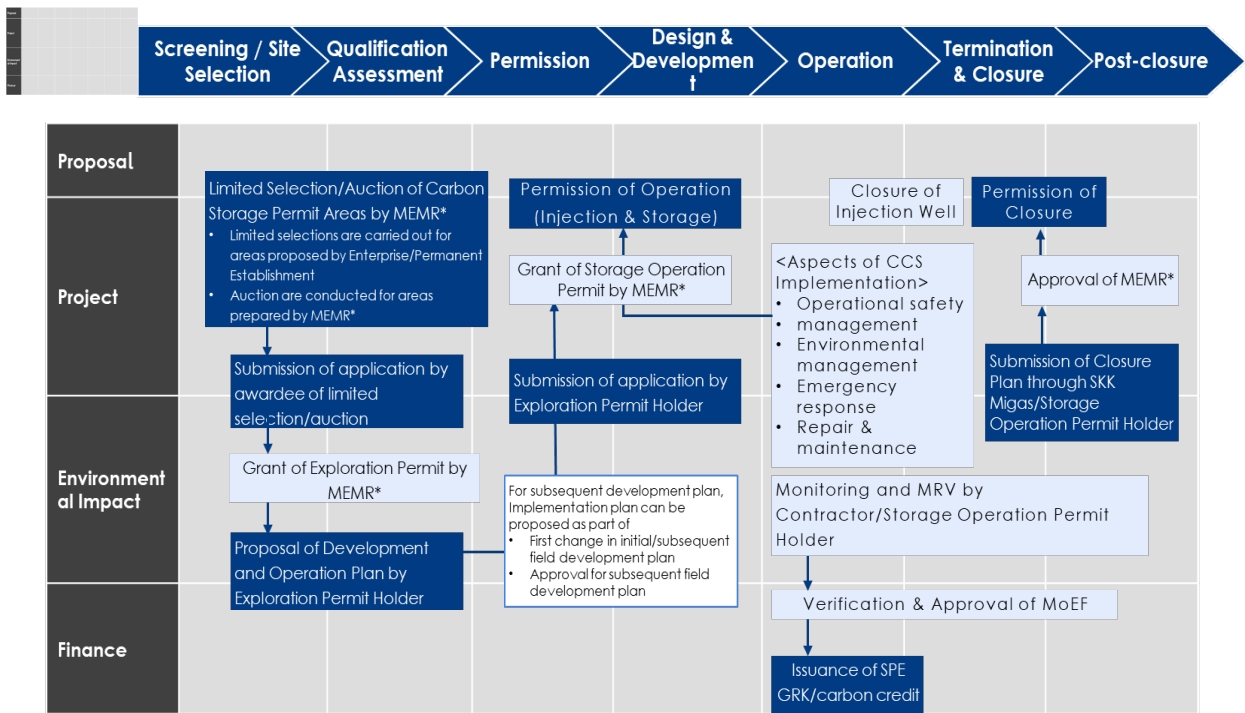 Screening / Site
Selection
Qualification
Assessment
Permission
Design &
Developmen
t
Operation
Termination
& Closure
Post-closure
Proposal
Project
Environment
al Impact
Finance
Limited Selection/Auction of Carbon
Storage Permit Areas by MEMR*
• Limited selections are carried out for
areas proposed by Enterprise/Permanent
Establishment
• Auction are conducted for areas
prepared by MEMR*
Submission of application by
awardee of limited
selection/auction
Grant of Exploration Permit by
MEMR*
Proposal of Development
and Operation Plan by
Exploration Permit Holder
Permission of Operation
(Injection & Storage)
Grant of Storage Operation
Permit by MEMR*
Submission of application by
Exploration Permit Holder
For subsequent development plan,
Implementation plan can be
proposed as part of
• First change in initial/subsequent
field development plan
• Approval for subsequent field
development plan
Closure of
Injection Well
<Aspects of CCS
Implementation>
• Operational safety
• management
• Environmental
management
• Emergency
response
• Repair &
maintenance
Permission of
Closure
Approval of MEMR*
Submission of Closure
Plan through SKK
Migas/Storage
Operation Permit Holder
Monitoring and MRV by
Contractor/Storage Operation Permit
Holder
Verification & Approval of MoEF
Issuance of SPE
GRK/carbon credit